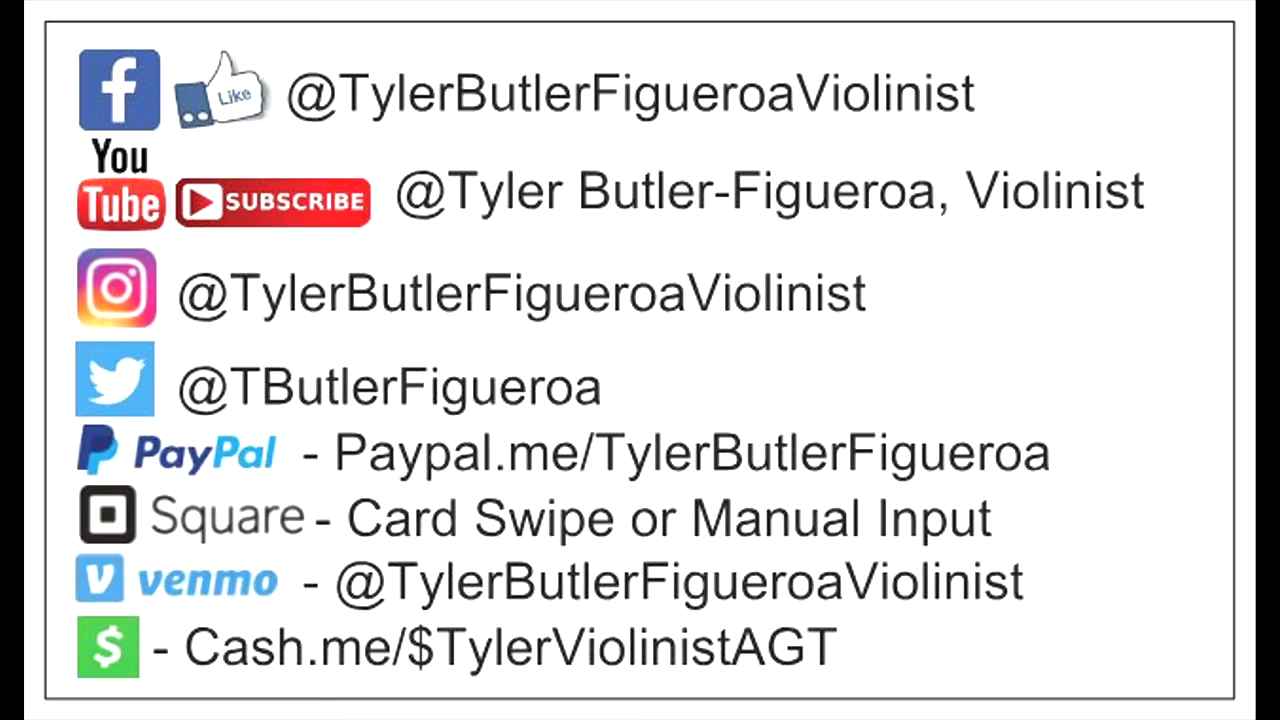 f Like @TylerButlerFigueroaViolinist
You
Tube SUBSCRIBE @Tyler Butler-Figueroa, Violinist
@TylerButlerFigueroaViolinist
@TButlerFigueroa
P PayPal - Paypal.me/TylerButlerFigueroa
Square - Card Swipe or Manual Input
V venmo - @TylerButlerFigueroaViolinist
$ - Cash.me/$TylerViolinistAGT